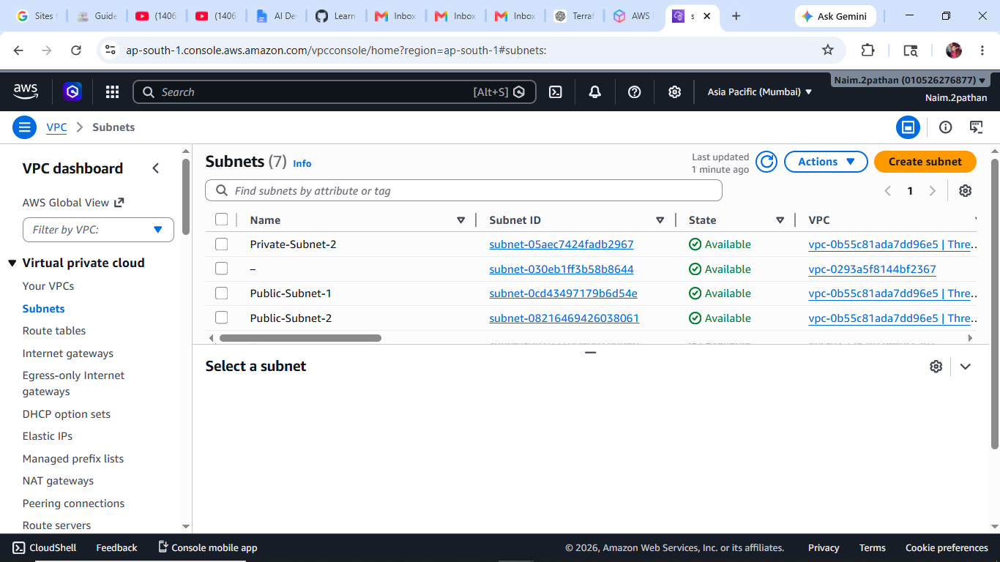 Sites
Guide
(1406
(1406
AI De
Learn
Inbox
Inbox
Inbox
Terraf
AWS
s
Ask Gemini
ap-south-1.console.aws.amazon.com/vpcconsole/home?region=ap-south-1#subnets:
aws
Search
[Alt+S]
Asia Pacific (Mumbai)
Naim.2pathan (010526276877)
Naim.2pathan
VPC
Subnets
VPC dashboard
AWS Global View
Filter by VPC:
Virtual private cloud
Your VPCs
Subnets
Route tables
Internet gateways
Egress-only Internet
gateways
DHCP option sets
Elastic IPs
Managed prefix lists
NAT gateways
Peering connections
Route servers
Subnets (7) Info
Last updated
1 minute ago
Actions
Create subnet
Find subnets by attribute or tag
1
Name Subnet ID State VPC
Private-Subnet-2 subnet-05aec7424fadb2967 Available vpc-0b55c81ada7dd96e5 | Thre…
– subnet-030eb1ff3b58b8644 Available vpc-0293a5f8144bf2367
Public-Subnet-1 subnet-0cd43497179b6d54e Available vpc-0b55c81ada7dd96e5 | Thre…
Public-Subnet-2 subnet-08216469426038061 Available vpc-0b55c81ada7dd96e5 | Thre…
Select a subnet
CloudShell Feedback Console mobile app © 2026, Amazon Web Services, Inc. or its affiliates. Privacy Terms Cookie preferences